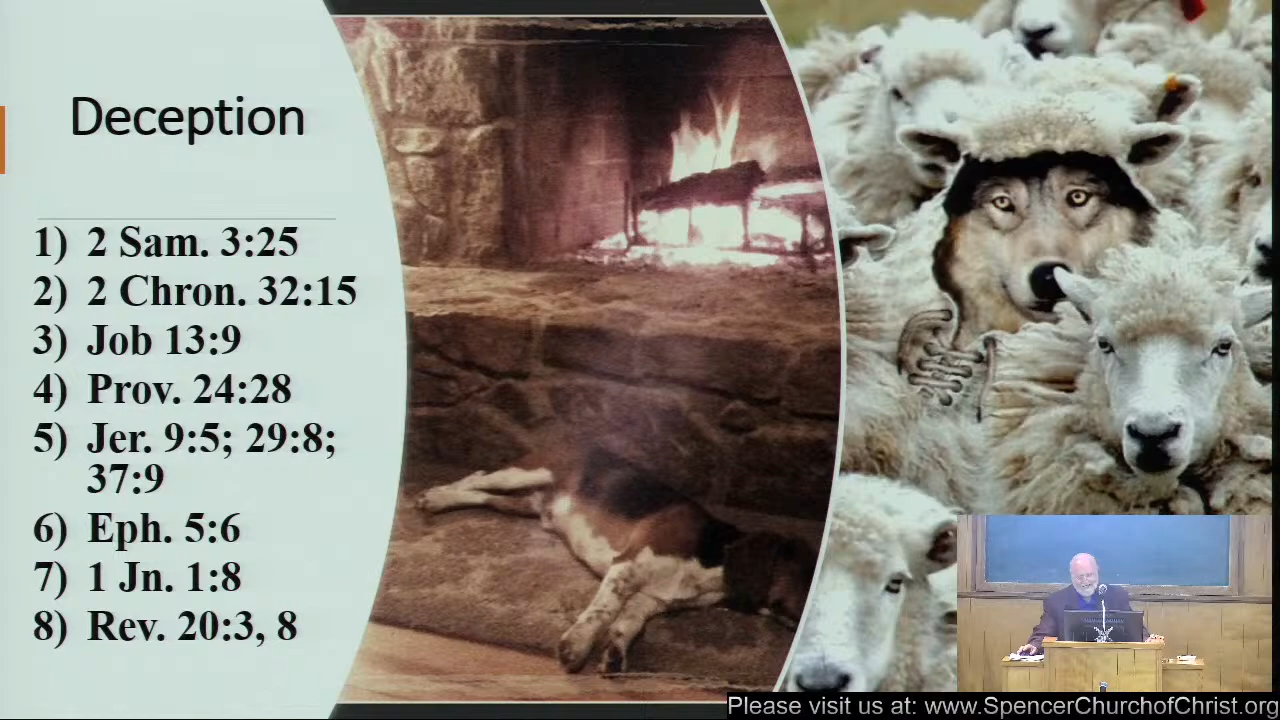 Deception
1) 2 Sam. 3:25
2) 2 Chron. 32:15
3) Job 13:9
4) Prov. 24:28
5) Jer. 9:5; 29:8;
37:9
6) Eph. 5:6
7) 1 Jn. 1:8
8) Rev. 20:3, 8
Please visit us at: www.SpencerChurchofChrist.org